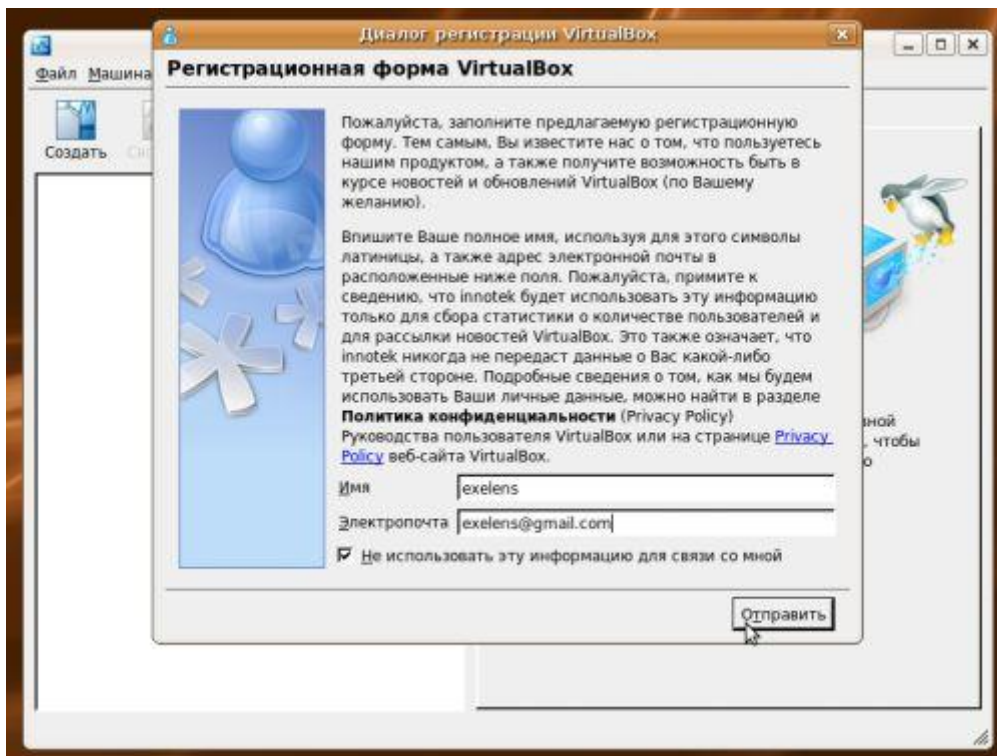 Диалог регистрации VirtualBox
Файл Машина
Регистрационная форма VirtualBox
Создать
Пожалуйста, заполните предлагаемую регистрационную
форму. Тем самым, Вы известите нас о том, что пользуетесь
нашим продуктом, а также получите возможность быть в
курсе новостей и обновлений VirtualBox (по Вашему
желанию).
Впишите Ваше полное имя, используя для этого символы
латиницы, а также адрес электронной почты в
расположенные ниже поля. Пожалуйста, примите к
сведению, что innotek будет использовать эту информацию
только для сбора статистики о количестве пользователей и
для рассылки новостей VirtualBox. Это также означает, что
innotek никогда не передаст данные о Вас какой-либо
третьей стороне. Подробные сведения о том, как мы будем
использовать Ваши личные данные, можно найти в разделе
Политика конфиденциальности (Privacy Policy)
Руководства пользователя VirtualBox или на странице Privacy
Policy веб-сайта VirtualBox.
, чтобы
Имя exelens
Электропочта exelens@gmail.com
Не использовать эту информацию для связи со мной
Отправить